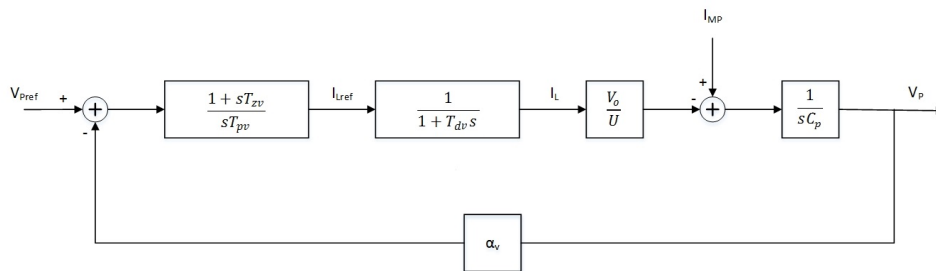 I_MP
V_Pref
+
+
-
(1 + sT_zv) / (sT_pv)
I_Lref
1 / (1 + T_dv s)
I_L
V_o / U
+
-
+
1 / (sC_p)
V_P
-
α_v